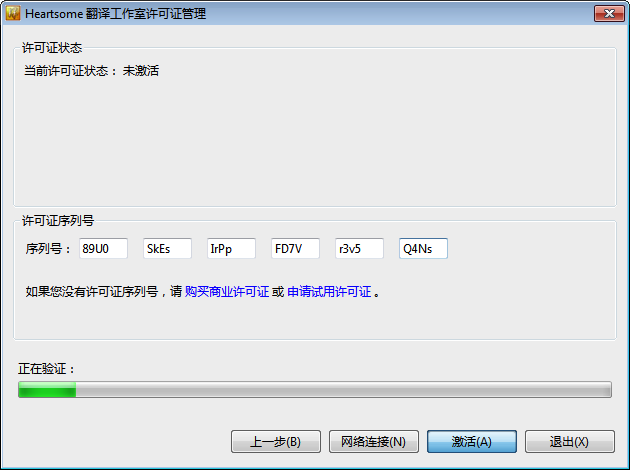 Heartsome 翻译工作室许可证管理
许可证状态
当前许可证状态： 未激活
许可证序列号
序列号： 89U0 SkEs IrPp FD7V r3v5 Q4Ns
如果您没有许可证序列号，请 购买商业许可证 或 申请试用许可证 。
正在验证：
上一步(B) 网络连接(N) 激活(A) 退出(X)